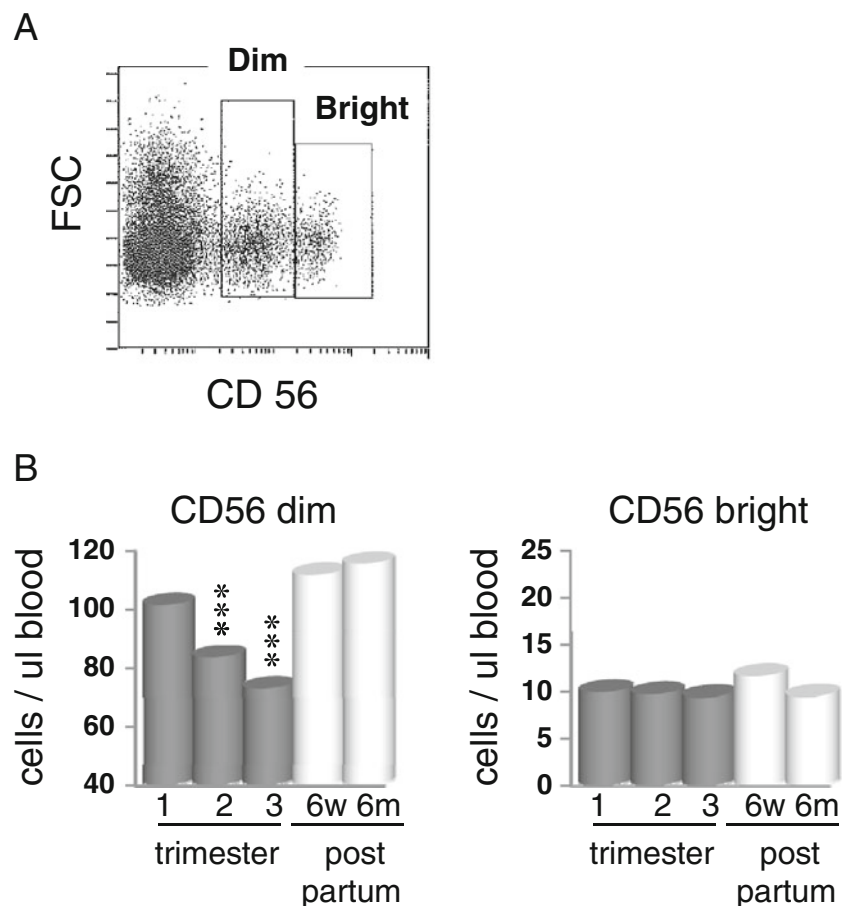 A
Dim
Bright
FSC
CD 56
B
CD56 dim
cells / ul blood
120
100
80
60
40
***
***
1 2 3 6w 6m
trimester
post
partum
CD56 bright
cells / ul blood
25
20
15
10
5
0
1 2 3 6w 6m
trimester
post
partum